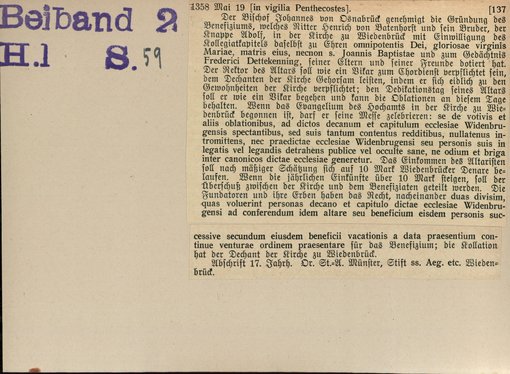 Beiband 2
H.1 S. 59
1358 Mai 19 [in vigilia Penthecostes]. [137
Der Bischof Johannes von Osnabrück genehmigt die Gründung des
Benefiziums, welches Ritter Henrich von Batenhorst und sein Bruder, der
Knappe Adolf, in der Kirche zu Wiedenbrück mit Einwilligung des
Kollegiatkapitels daselbst zu Ehren omnipotentis Dei, gloriosae virginis
Mariae, matris eius, necnon s. Joannis Baptistae und zum Gedächtnis
Frederici Dettekenning, seiner Eltern und seiner Freunde dotiert hat.
Der Rektor des Altars soll wie ein Vikar zum Chordienst verpflichtet sein,
dem Dechanten der Kirche Gehorsam leisten, indem er sich eidlich zu den
Gewohnheiten der Kirche verpflichtet; den Dedikationstag seines Altars
soll er wie ein Vikar begehen und kann die Oblationen an diesem Tage
behalten. Wenn das Evangelium des Hochamts in der Kirche zu Wie-
denbrück begonnen ist, darf er seine Messe zelebrieren: se de votivis et
aliis oblationibus, ad dictos decanum et capitulum ecclesiae Widenbru-
gensis spectantibus, sed suis tantum contentus redditibus, nullatenus in-
tromittens, nec praedictae ecclesiae Widenbrugensi seu personis suis in
legatis vel legandis detrahens publice vel occulte sane, ne odium et briga
inter canonicos dictae ecclesiae generetur. Das Einkommen des Altaristen
soll nach mäßiger Schätzung sich auf 10 Mark Wiedenbrücker Denare be-
laufen. Wenn die jährlichen Einkünfte über 10 Mark steigen, soll der
Überschuß zwischen der Kirche und dem Benefiziaten geteilt werden. Die
Fundatoren und ihre Erben haben das Recht, nacheinander duas divisim,
quas voluerint personas decano et capitulo dictae ecclesiae Widenbru-
gensi ad conferendum idem altare seu beneficium eisdem personis suc-
cessive secundum eiusdem beneficii vacationis a data praesentium con-
tinue venturae ordinem praesentare für das Benefizium; die Kollation
hat der Dechant der Kirche zu Wiedenbrück.
Abschrift 17. Jahrh. Or. St.-A. Münster, Stift ss. Aeg. etc. Wieden-
brück.